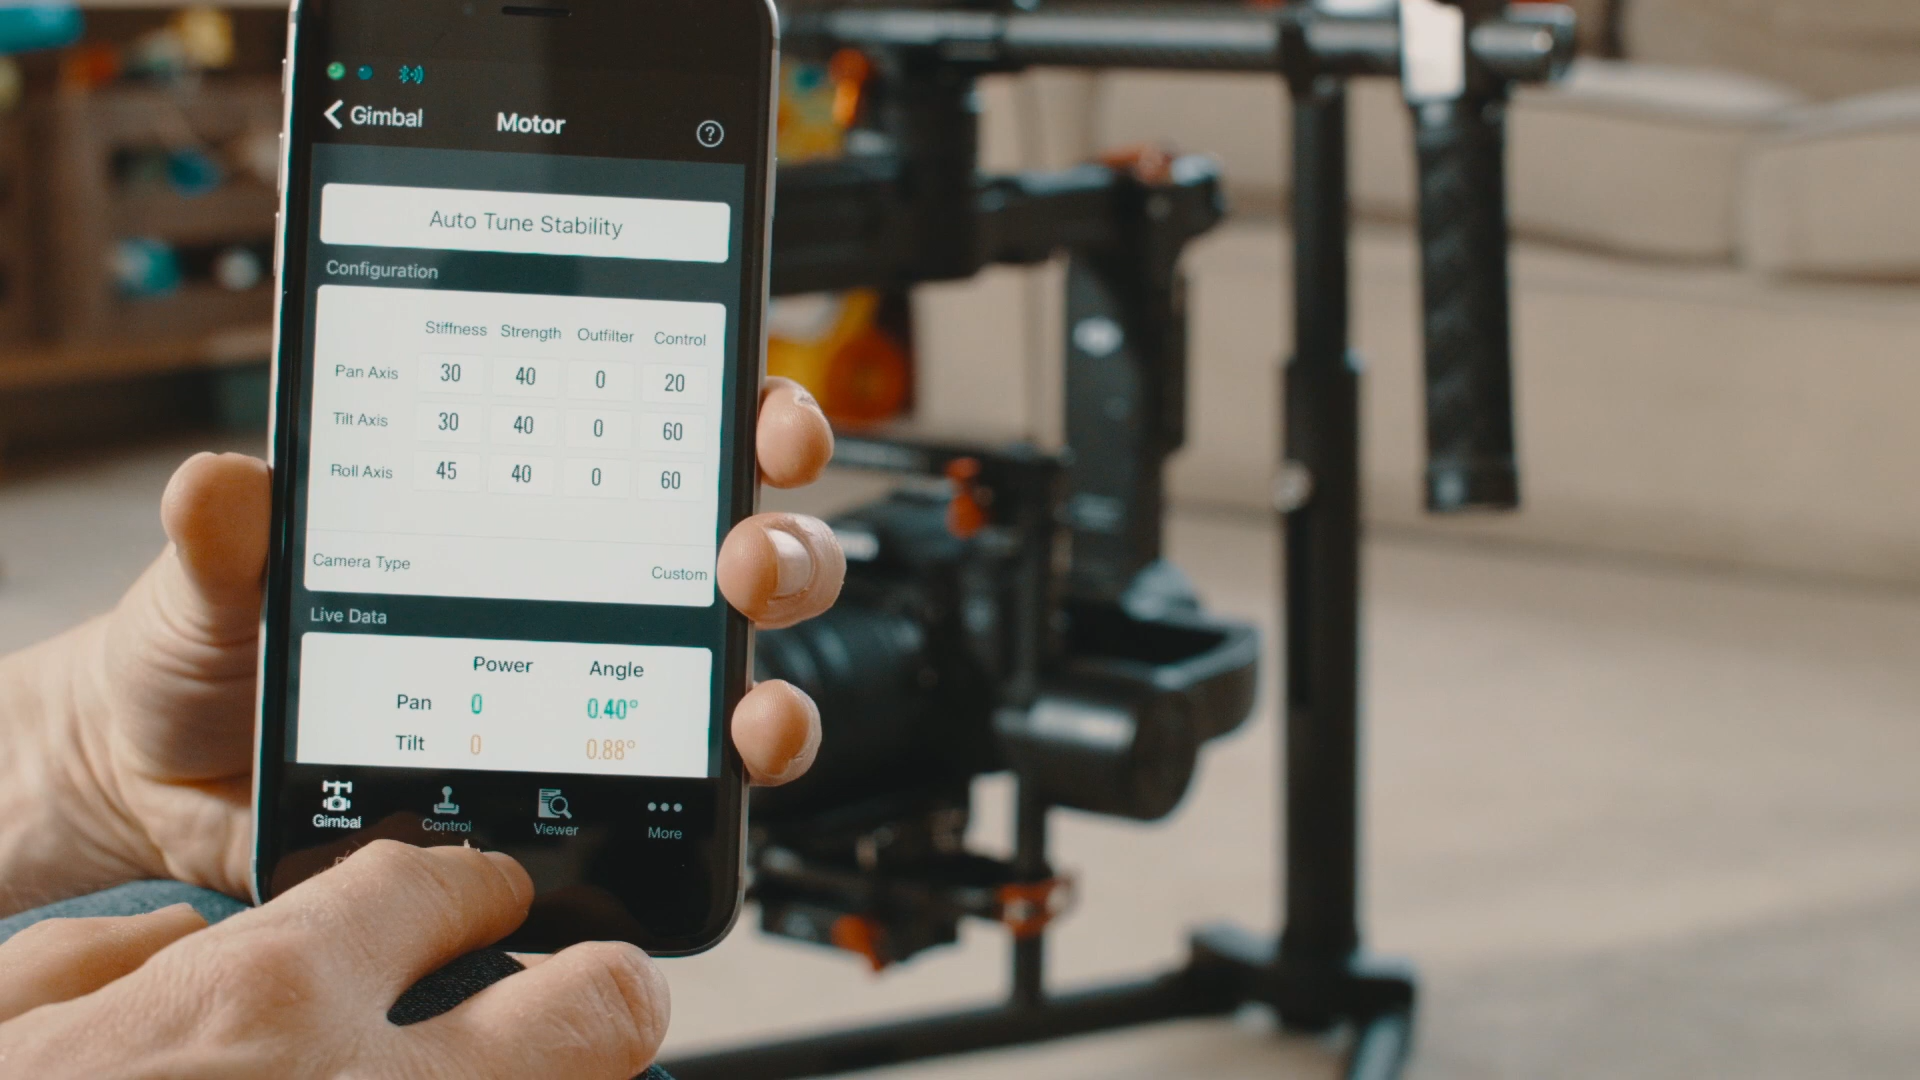 Gimbal Motor ?
Auto Tune Stability
Configuration
Stiffness Strength Outfilter Control
Pan Axis 30 40 0 20
Tilt Axis 30 40 0 60
Roll Axis 45 40 0 60
Camera Type Custom
Live Data
Power Angle
Pan 0 0.40°
Tilt 0 0.88°
Gimbal Control Viewer More